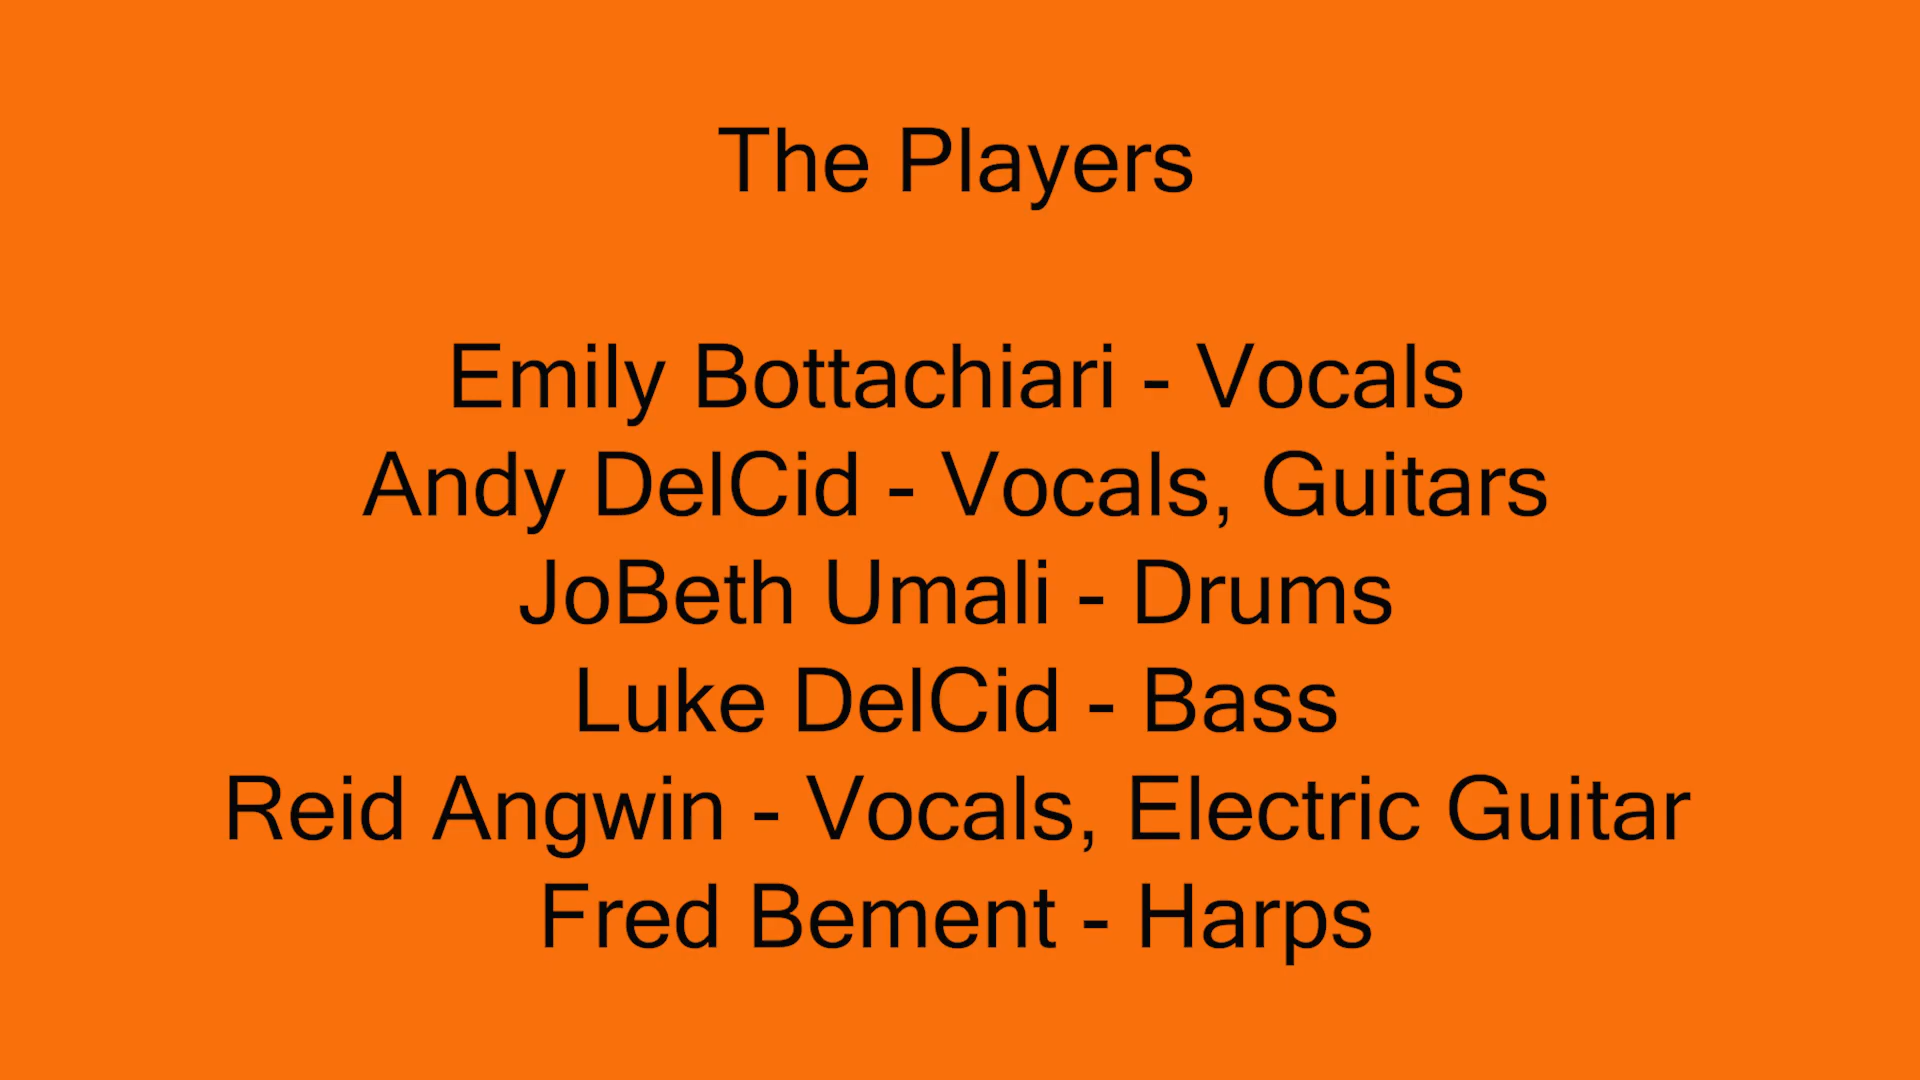 The Players
Emily Bottachiari - Vocals
Andy DelCid - Vocals, Guitars
JoBeth Umali - Drums
Luke DelCid - Bass
Reid Angwin - Vocals, Electric Guitar
Fred Bement - Harps